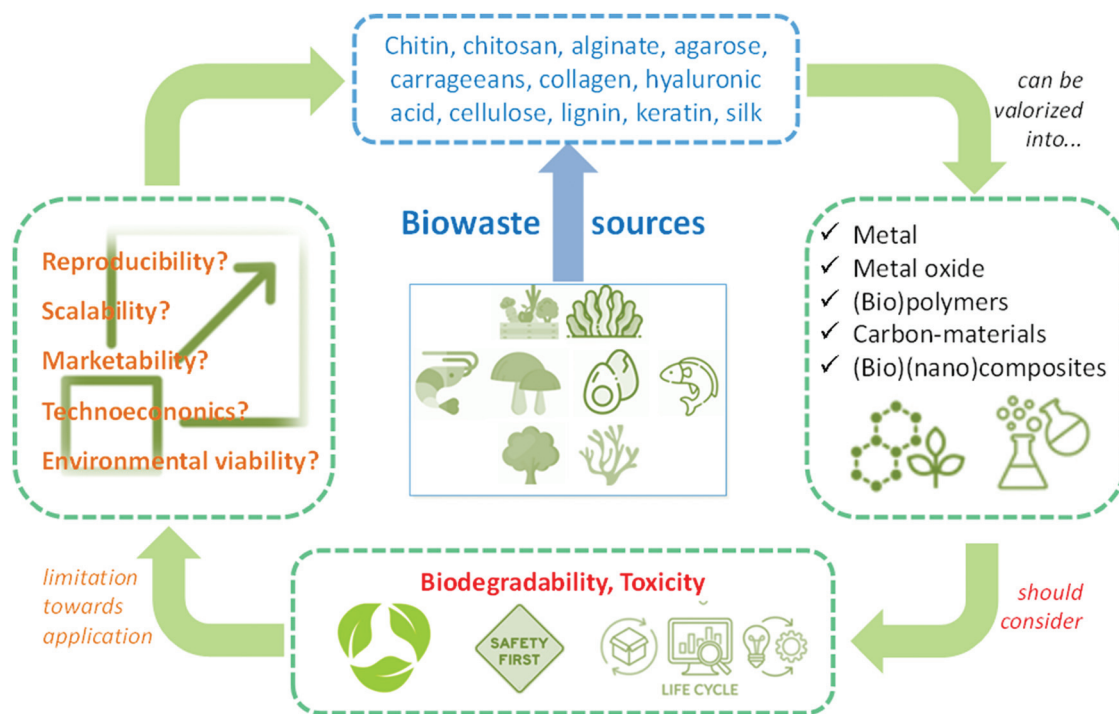 Chitin, chitosan, alginate, agarose,
carrageeans, collagen, hyaluronic
acid, cellulose, lignin, keratin, silk
can be
valorized
into...
Biowaste sources
Reproducibility?
Scalability?
Marketability?
Technoecononics?
Environmental viability?
✓ Metal
✓ Metal oxide
✓ (Bio)polymers
✓ Carbon-materials
✓ (Bio)(nano)composites
limitation
towards
application
Biodegradability, Toxicity
SAFETY
FIRST
LIFE CYCLE
should
consider